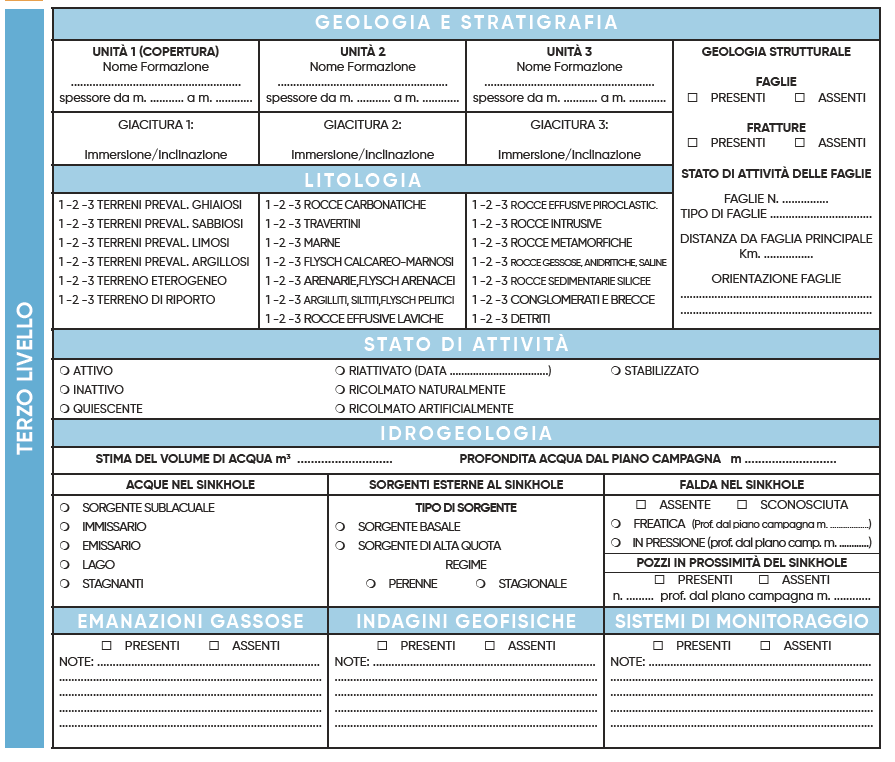 TERZO LIVELLO
GEOLOGIA E STRATIGRAFIA
UNITÀ 1 (COPERTURA)
Nome Formazione
......................................................
spessore da m. ........... a m. ............
UNITÀ 2
Nome Formazione
......................................................
spessore da m. ........... a m. ............
UNITÀ 3
Nome Formazione
......................................................
spessore da m. ........... a m. ............
GIACITURA 1:
Immersione/Inclinazione
GIACITURA 2:
Immersione/Inclinazione
GIACITURA 3:
Immersione/Inclinazione
GEOLOGIA STRUTTURALE
FAGLIE
☐ PRESENTI ☐ ASSENTI
FRATTURE
☐ PRESENTI ☐ ASSENTI
STATO DI ATTIVITÀ DELLE FAGLIE
FAGLIE N. ...............
TIPO DI FAGLIE .................................
DISTANZA DA FAGLIA PRINCIPALE
Km. ................
ORIENTAZIONE FAGLIE
..............................................................
..............................................................
LITOLOGIA
1 -2 -3 TERRENI PREVAL. GHIAIOSI
1 -2 -3 TERRENI PREVAL. SABBIOSI
1 -2 -3 TERRENI PREVAL. LIMOSI
1 -2 -3 TERRENI PREVAL. ARGILLOSI
1 -2 -3 TERRENO ETEROGENEO
1 -2 -3 TERRENO DI RIPORTO
1 -2 -3 ROCCE CARBONATICHE
1 -2 -3 TRAVERTINI
1 -2 -3 MARNE
1 -2 -3 FLYSCH CALCAREO-MARNOSI
1 -2 -3 ARENARIE,FLYSCH ARENACEI
1 -2 -3 ARGILLITI, SILTITI,FLYSCH PELITICI
1 -2 -3 ROCCE EFFUSIVE LAVICHE
1 -2 -3 ROCCE EFFUSIVE PIROCLASTIC.
1 -2 -3 ROCCE INTRUSIVE
1 -2 -3 ROCCE METAMORFICHE
1 -2 -3 ROCCE GESSOSE, ANIDRITICHE, SALINE
1 -2 -3 ROCCE SEDIMENTARIE SILICEE
1 -2 -3 CONGLOMERATI E BRECCE
1 -2 -3 DETRITI
STATO DI ATTIVITÀ
❍ ATTIVO
❍ INATTIVO
❍ QUIESCENTE
❍ RIATTIVATO (DATA ..................................)
❍ RICOLMATO NATURALMENTE
❍ RICOLMATO ARTIFICIALMENTE
❍ STABILIZZATO
IDROGEOLOGIA
STIMA DEL VOLUME DI ACQUA m³ ............................
PROFONDITA ACQUA DAL PIANO CAMPAGNA m ...........................
ACQUE NEL SINKHOLE
❍ SORGENTE SUBLACUALE
❍ IMMISSARIO
❍ EMISSARIO
❍ LAGO
❍ STAGNANTI
SORGENTI ESTERNE AL SINKHOLE
TIPO DI SORGENTE
❍ SORGENTE BASALE
❍ SORGENTE DI ALTA QUOTA
REGIME
❍ PERENNE ❍ STAGIONALE
FALDA NEL SINKHOLE
☐ ASSENTE ☐ SCONOSCIUTA
❍ FREATICA (Prof. dal piano campagna m. ................)
❍ IN PRESSIONE (prof. dal piano camp. m. ...........)
POZZI IN PROSSIMITÀ DEL SINKHOLE
☐ PRESENTI ☐ ASSENTI
n. ......... prof. dal piano campagna m. ............
EMANAZIONI GASSOSE
☐ PRESENTI ☐ ASSENTI
NOTE: ........................................................................
....................................................................................
....................................................................................
....................................................................................
....................................................................................
INDAGINI GEOFISICHE
☐ PRESENTI ☐ ASSENTI
NOTE: ........................................................................
....................................................................................
....................................................................................
....................................................................................
....................................................................................
SISTEMI DI MONITORAGGIO
☐ PRESENTI ☐ ASSENTI
NOTE: ........................................................................
....................................................................................
....................................................................................
....................................................................................
....................................................................................